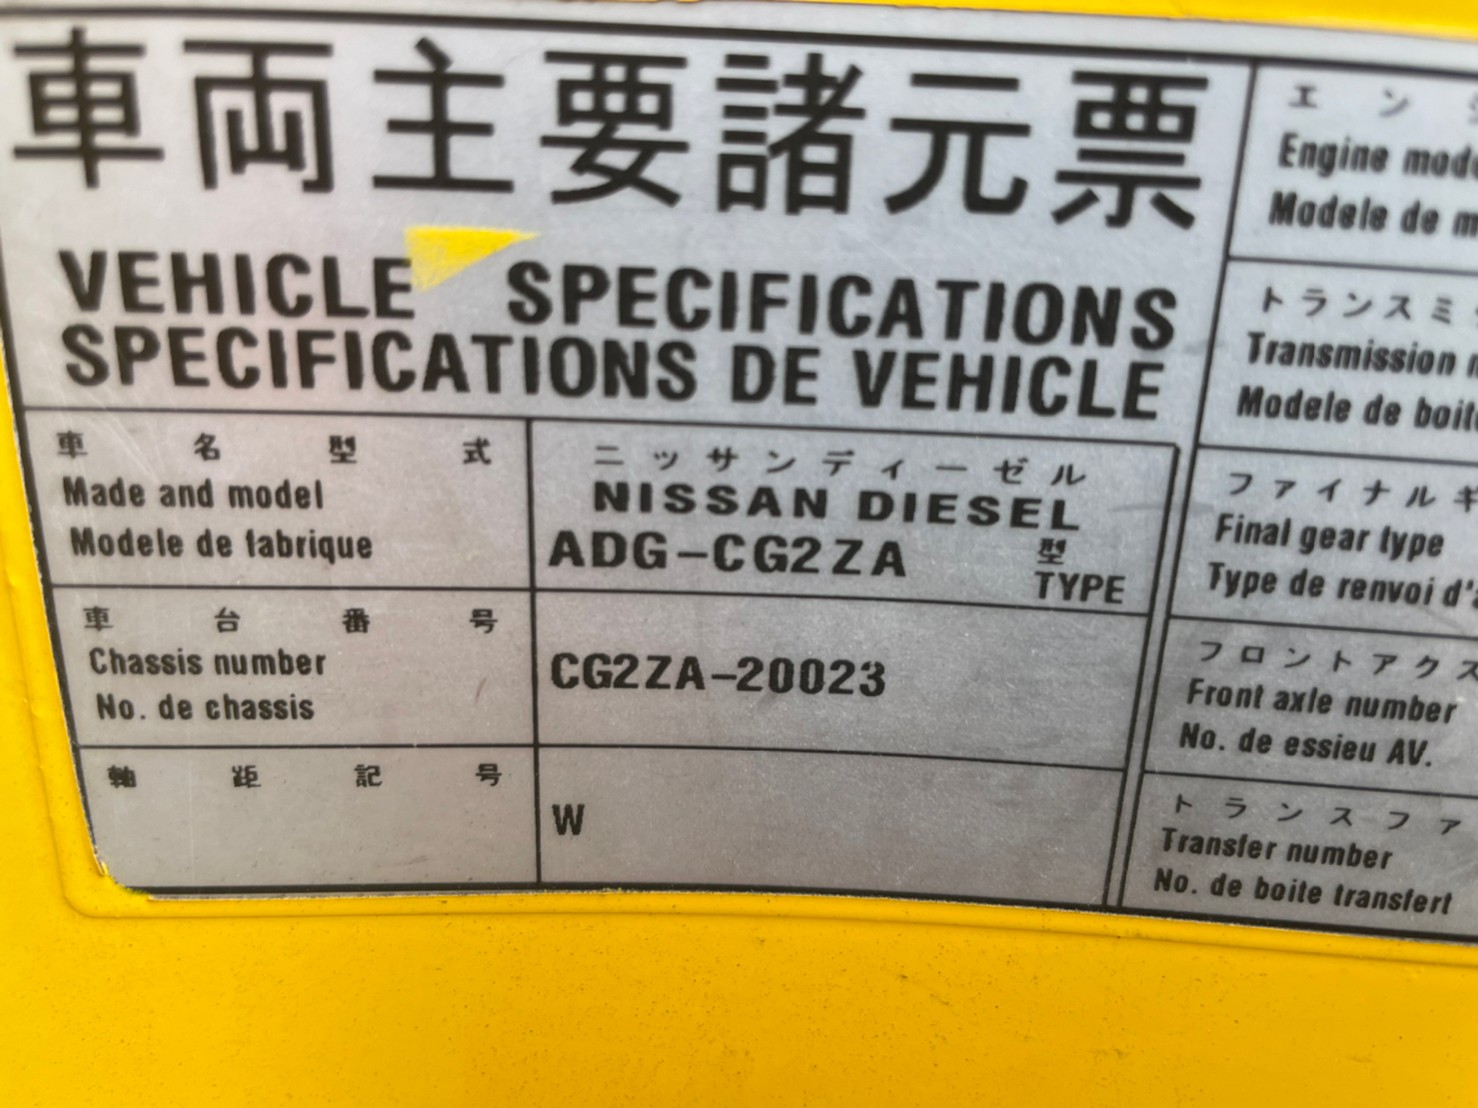 車両主要諸元票
VEHICLE SPECIFICATIONS
SPECIFICATIONS DE VEHICLE
車名型式
Made and model
Modele de fabrique
ニッサンディーゼル
NISSAN DIESEL
ADG-CG2ZA 型
TYPE
車台番号
Chassis number
No. de chassis
CG2ZA-20023
軸距記号
W
エン
Engine mode
Modele de m
トランスミ
Transmission
Modele de boit
ファイナルギ
Final gear type
Type de renvoi d'
フロントアクス
Front axle number
No. de essieu AV.
トランスファ
Transfer number
No. de boite transfert